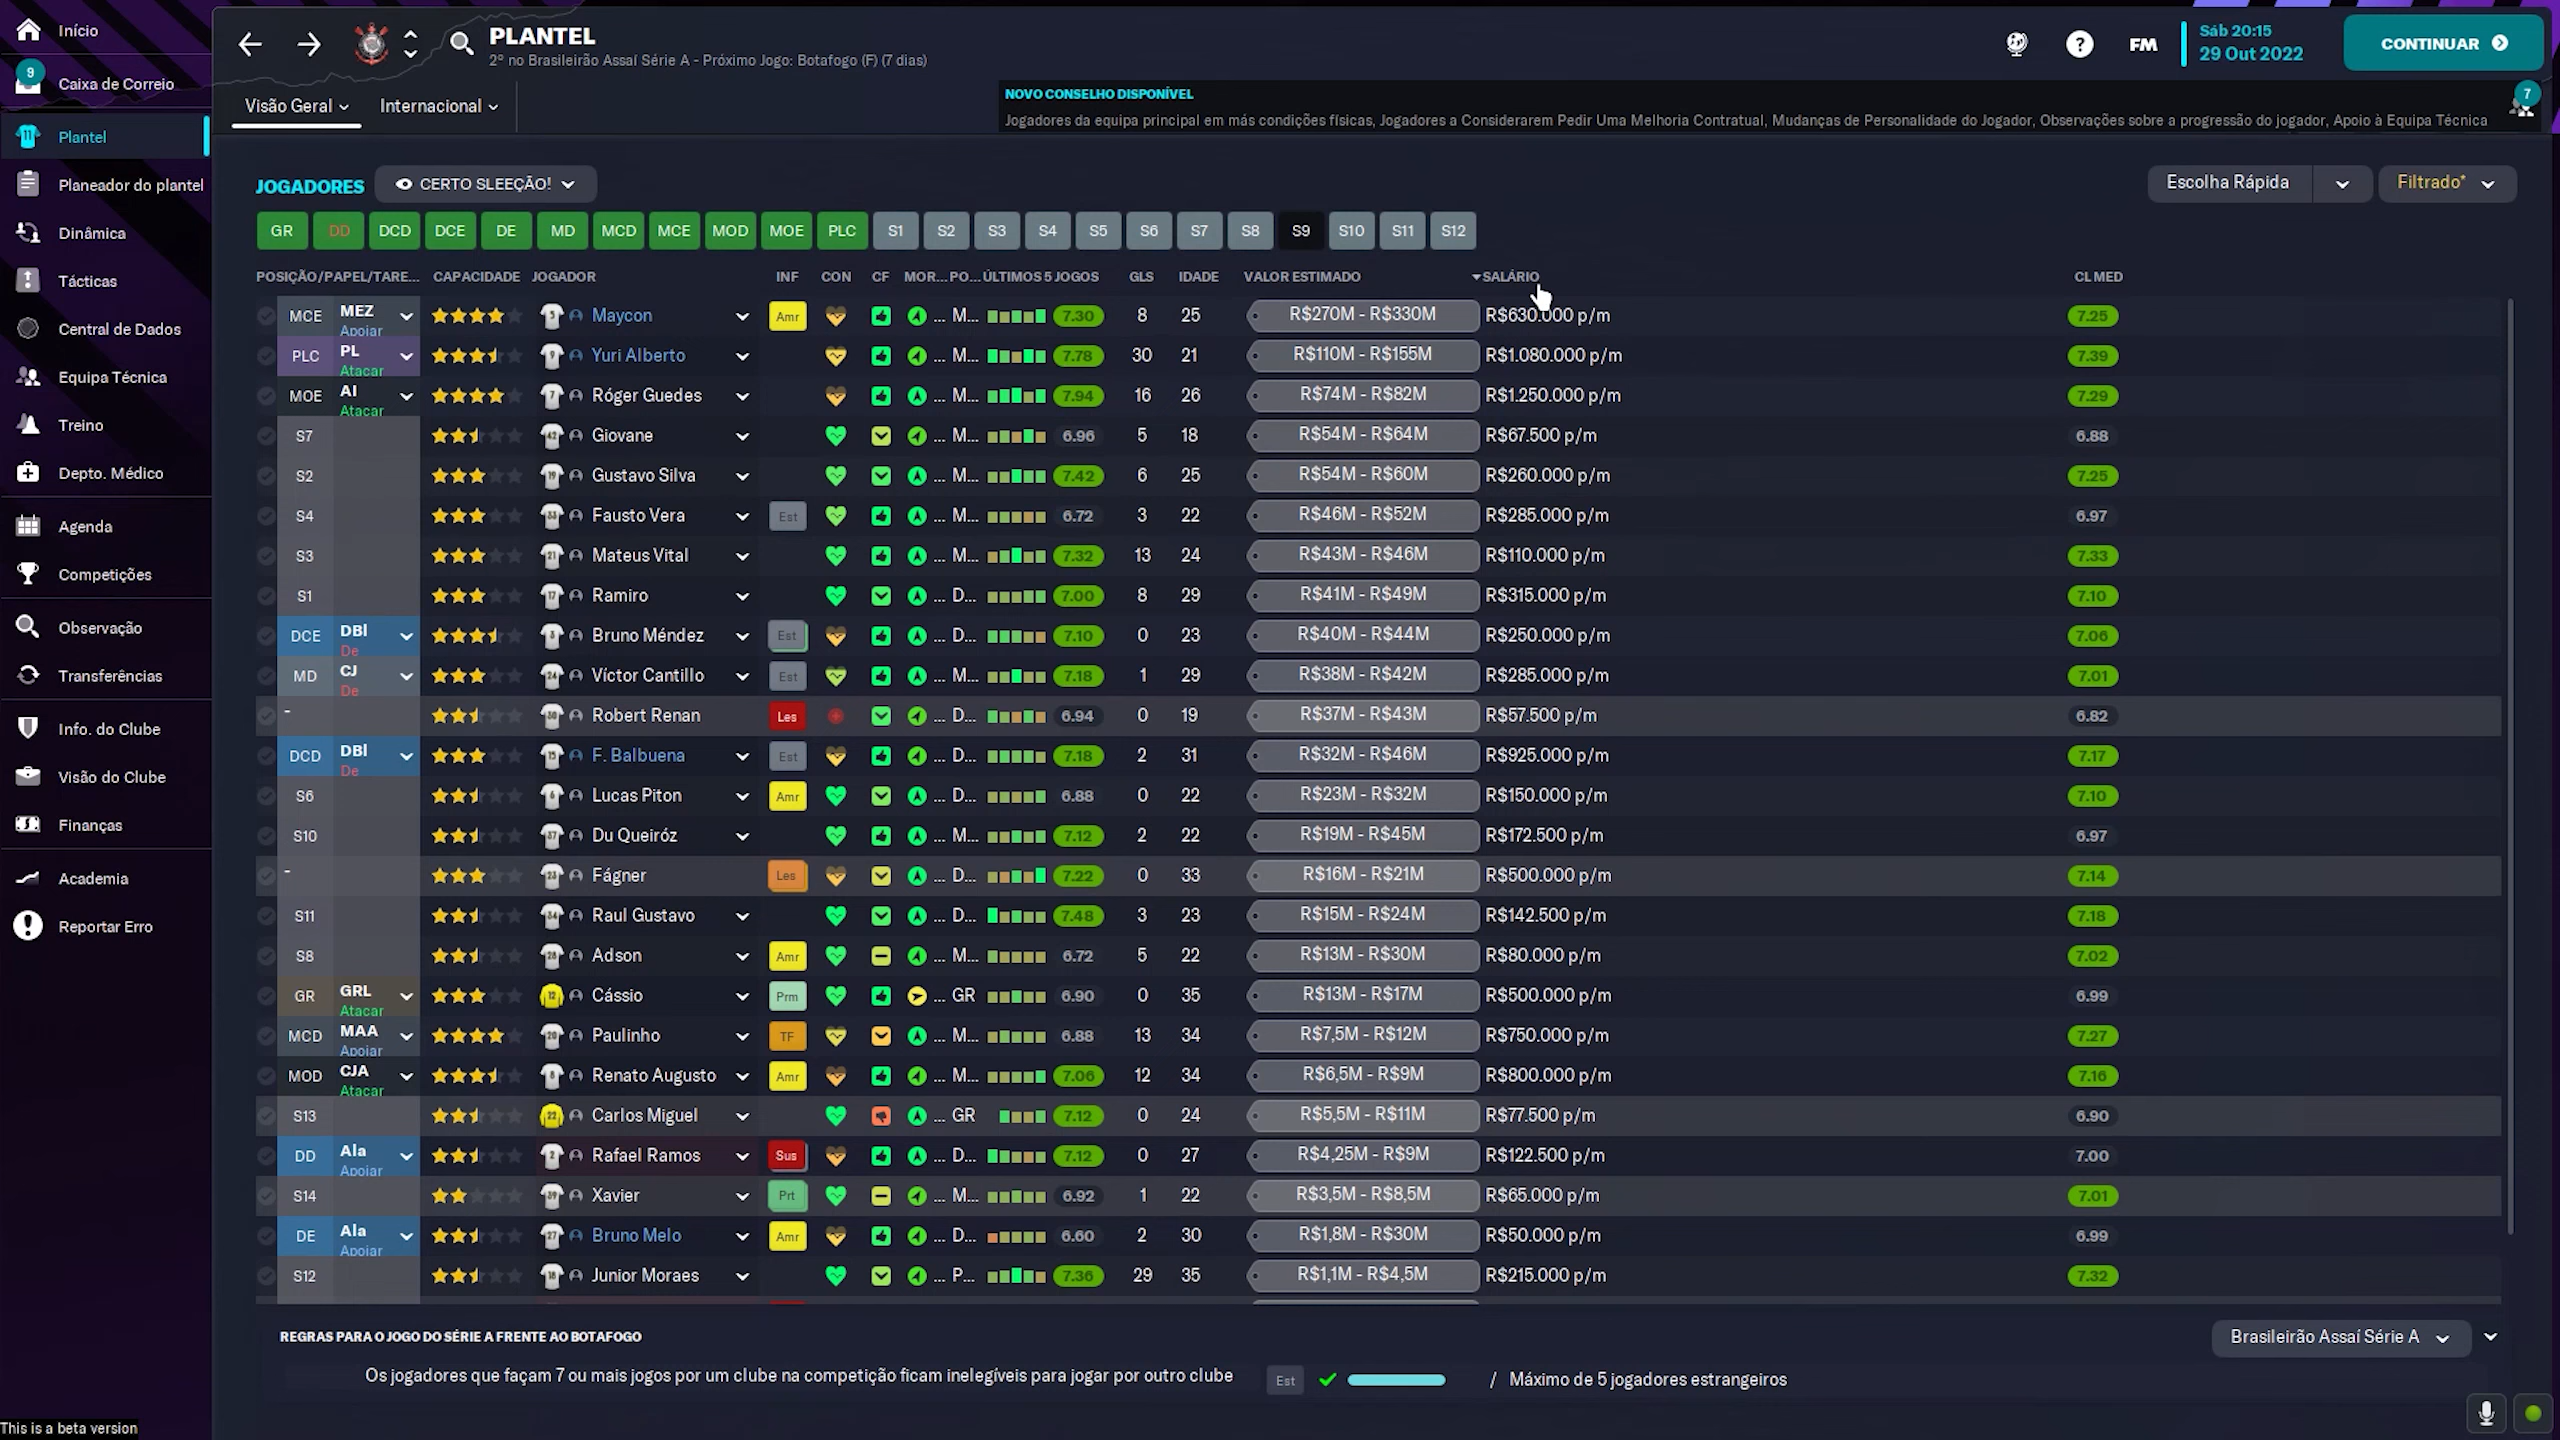 Início
9
Caixa de Correio
Plantel
Planeador do plantel
Dinâmica
Tácticas
Central de Dados
Equipa Técnica
Treino
Depto. Médico
Agenda
Competições
Observação
Transferências
Info. do Clube
Visão do Clube
Finanças
Academia
Reportar Erro
This is a beta version
PLANTEL
2º no Brasileirão Assaí Série A - Próximo Jogo: Botafogo (F) (7 dias)
FM
Sáb 20:15
29 Out 2022
CONTINUAR
Visão Geral
Internacional
NOVO CONSELHO DISPONÍVEL
Jogadores da equipa principal em más condições físicas, Jogadores a Considerarem Pedir Uma Melhoria Contratual, Mudanças de Personalidade do Jogador, Observações sobre a progressão do jogador, Apoio à Equipa Técnica
7
JOGADORES CERTO SLEEÇÃO!
Escolha Rápida Filtrado*
GR DD DCD DCE DE MD MCD MCE MOD MOE PLC S1 S2 S3 S4 S5 S6 S7 S8 S9 S10 S11 S12
POSIÇÃO/PAPEL/TARE... CAPACIDADE JOGADOR INF CON CF MOR... PO... ÚLTIMOS 5 JOGOS GLS IDADE VALOR ESTIMADO SALÁRIO CL MED
MCE MEZ Apoiar 5 Maycon Amr ... M... 7.30 8 25 R$270M - R$330M R$630.000 p/m 7.25
PLC PL Atacar 9 Yuri Alberto ... M... 7.78 30 21 R$110M - R$155M R$1.080.000 p/m 7.39
MOE AI Atacar 7 Róger Guedes ... M... 7.94 16 26 R$74M - R$82M R$1.250.000 p/m 7.29
S7 42 Giovane ... M... 6.96 5 18 R$54M - R$64M R$67.500 p/m 6.88
S2 19 Gustavo Silva ... M... 7.42 6 25 R$54M - R$60M R$260.000 p/m 7.25
S4 33 Fausto Vera Est ... M... 6.72 3 22 R$46M - R$52M R$285.000 p/m 6.97
S3 21 Mateus Vital ... M... 7.32 13 24 R$43M - R$46M R$110.000 p/m 7.33
S1 17 Ramiro ... D... 7.00 8 29 R$41M - R$49M R$315.000 p/m 7.10
DCE DBl De 3 Bruno Méndez Est ... D... 7.10 0 23 R$40M - R$44M R$250.000 p/m 7.06
MD CJ De 24 Víctor Cantillo Est ... M... 7.18 1 29 R$38M - R$42M R$285.000 p/m 7.01
- 30 Robert Renan Les ... D... 6.94 0 19 R$37M - R$43M R$57.500 p/m 6.82
DCD DBl De 15 F. Balbuena Est ... D... 7.18 2 31 R$32M - R$46M R$925.000 p/m 7.17
S6 6 Lucas Piton Amr ... D... 6.88 0 22 R$23M - R$32M R$150.000 p/m 7.10
S10 37 Du Queiróz ... M... 7.12 2 22 R$19M - R$45M R$172.500 p/m 6.97
- 23 Fágner Les ... D... 7.22 0 33 R$16M - R$21M R$500.000 p/m 7.14
S11 34 Raul Gustavo ... D... 7.48 3 23 R$15M - R$24M R$142.500 p/m 7.18
S8 28 Adson Amr ... M... 6.72 5 22 R$13M - R$30M R$80.000 p/m 7.02
GR GRL Atacar 12 Cássio Prm ... GR 6.90 0 35 R$13M - R$17M R$500.000 p/m 6.99
MCD MAA Apoiar 20 Paulinho TF ... M... 6.88 13 34 R$7,5M - R$12M R$750.000 p/m 7.27
MOD CJA Atacar 8 Renato Augusto Amr ... M... 7.06 12 34 R$6,5M - R$9M R$800.000 p/m 7.16
S13 22 Carlos Miguel ... GR 7.12 0 24 R$5,5M - R$11M R$77.500 p/m 6.90
DD Ala Apoiar 2 Rafael Ramos Sus ... D... 7.12 0 27 R$4,25M - R$9M R$122.500 p/m 7.00
S14 39 Xavier Prt ... M... 6.92 1 22 R$3,5M - R$8,5M R$65.000 p/m 7.01
DE Ala Apoiar 27 Bruno Melo Amr ... D... 6.60 2 30 R$1,8M - R$30M R$50.000 p/m 6.99
S12 18 Junior Moraes ... P... 7.36 29 35 R$1,1M - R$4,5M R$215.000 p/m 7.32
REGRAS PARA O JOGO DO SÉRIE A FRENTE AO BOTAFOGO
Brasileirão Assaí Série A
Os jogadores que façam 7 ou mais jogos por um clube na competição ficam inelegíveis para jogar por outro clube
Est / Máximo de 5 jogadores estrangeiros